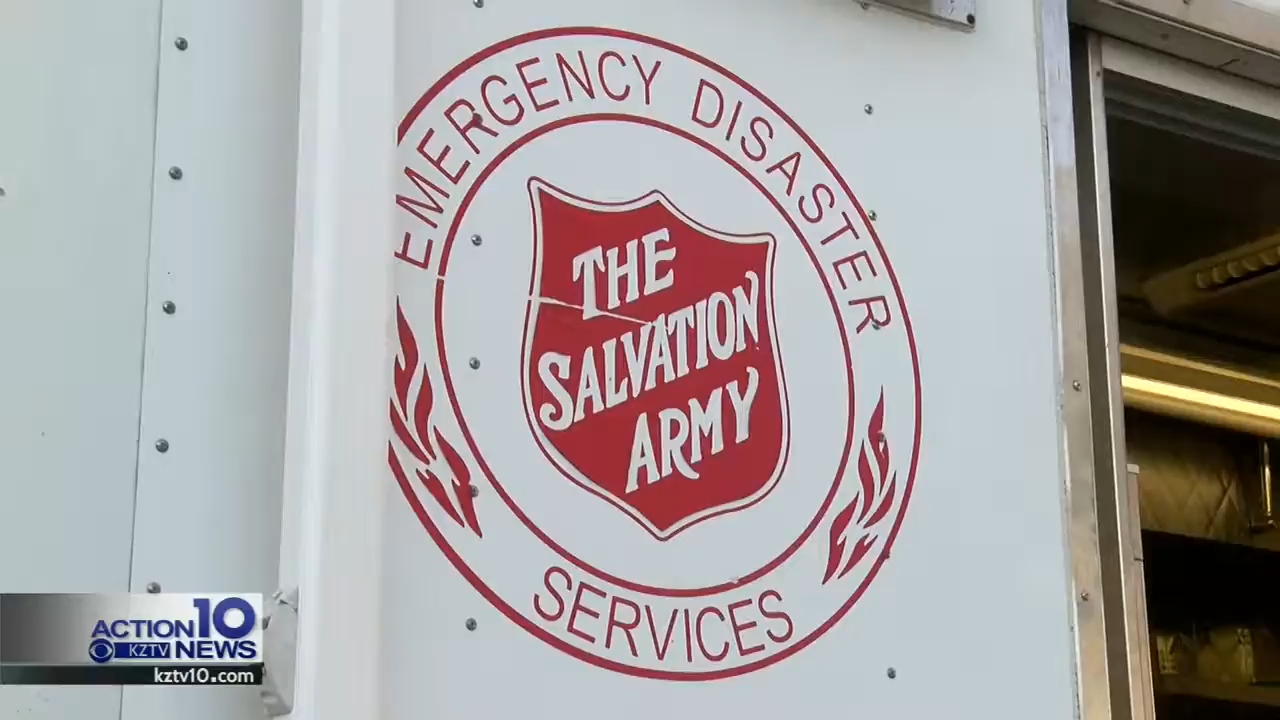 EMERGENCY DISASTER
THE
SALVATION
ARMY
SERVICES
ACTION 10
KZTV NEWS
kztv10.com